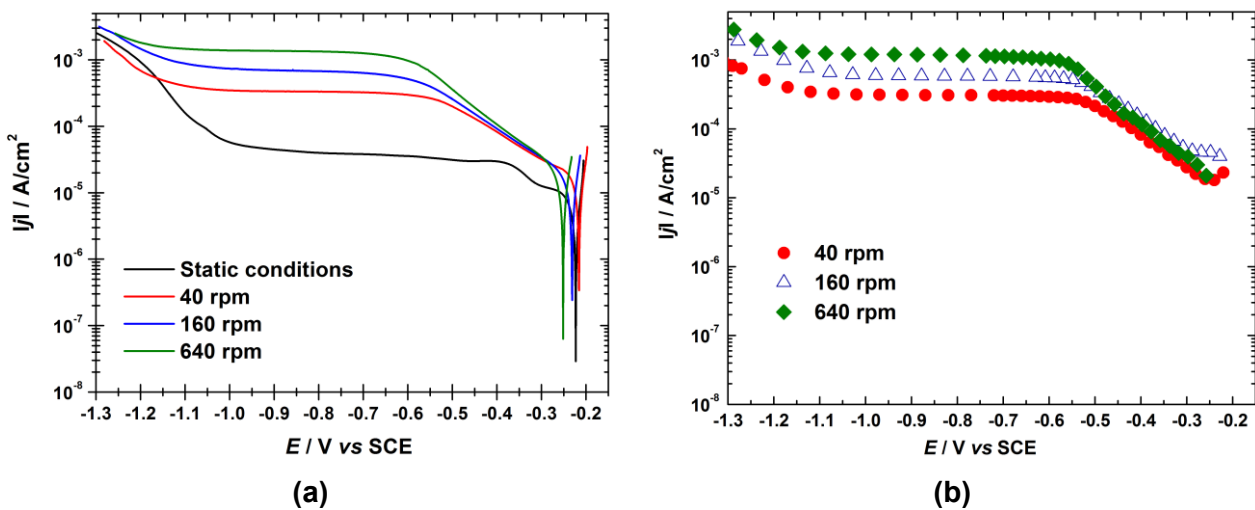 10⁻³
10⁻⁴
10⁻⁵
10⁻⁶
10⁻⁷
10⁻⁸
|j| / A/cm²
Static conditions
40 rpm
160 rpm
640 rpm
-1.3 -1.2 -1.1 -1.0 -0.9 -0.8 -0.7 -0.6 -0.5 -0.4 -0.3 -0.2
E / V vs SCE
(a)
10⁻³
10⁻⁴
10⁻⁵
10⁻⁶
10⁻⁷
10⁻⁸
|j| / A/cm²
40 rpm
160 rpm
640 rpm
-1.3 -1.2 -1.1 -1.0 -0.9 -0.8 -0.7 -0.6 -0.5 -0.4 -0.3 -0.2
E / V vs SCE
(b)